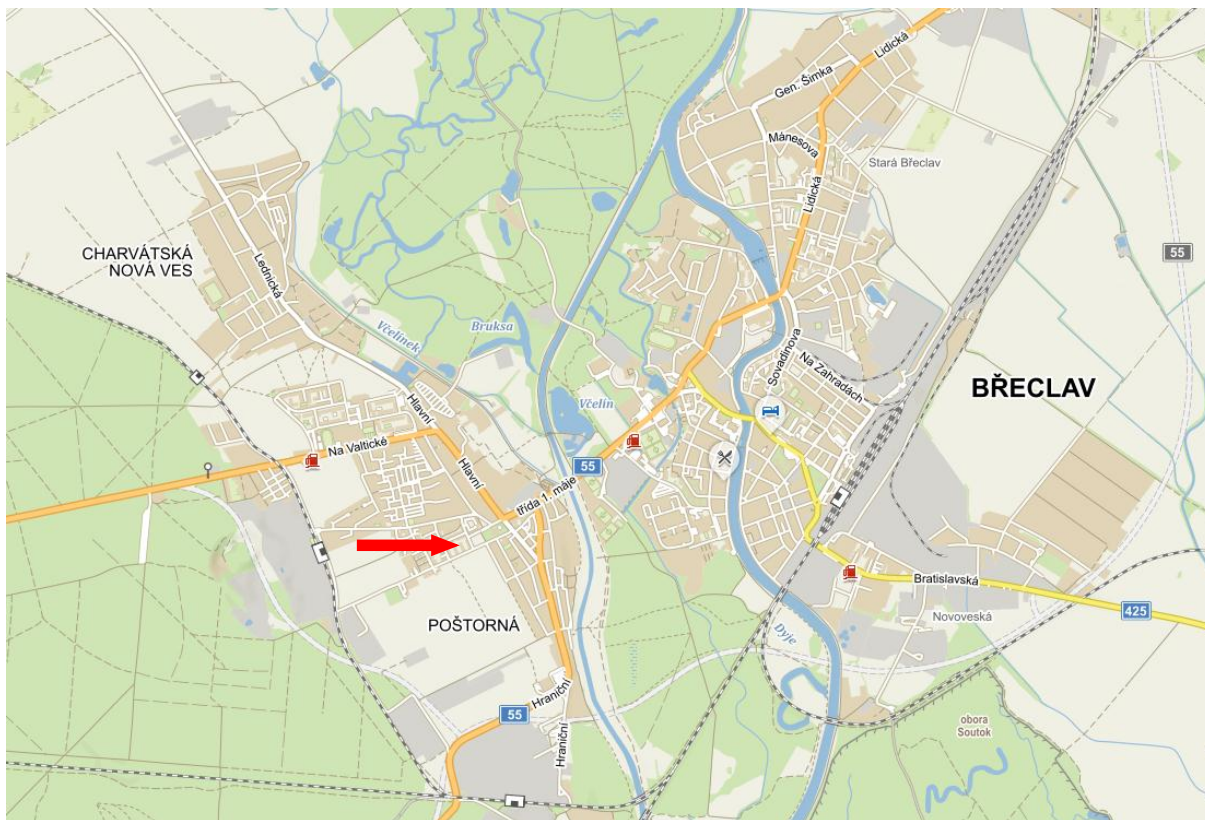 Lidická
Gen. Šimka
Mánesova
Stará Břeclav
Lidická
CHARVÁTSKÁ
NOVÁ VES
55
Lednická
Včelínek
Bruksa
Sovadinova
Na Zahradách
BŘECLAV
Včelín
Hlavní
Na Valtické
Hlavní
55
třída 1. máje
Bratislavská
425
Novoveská
POŠTORNÁ
Dyje
Hraniční
55
Hraniční
obora
Soutok